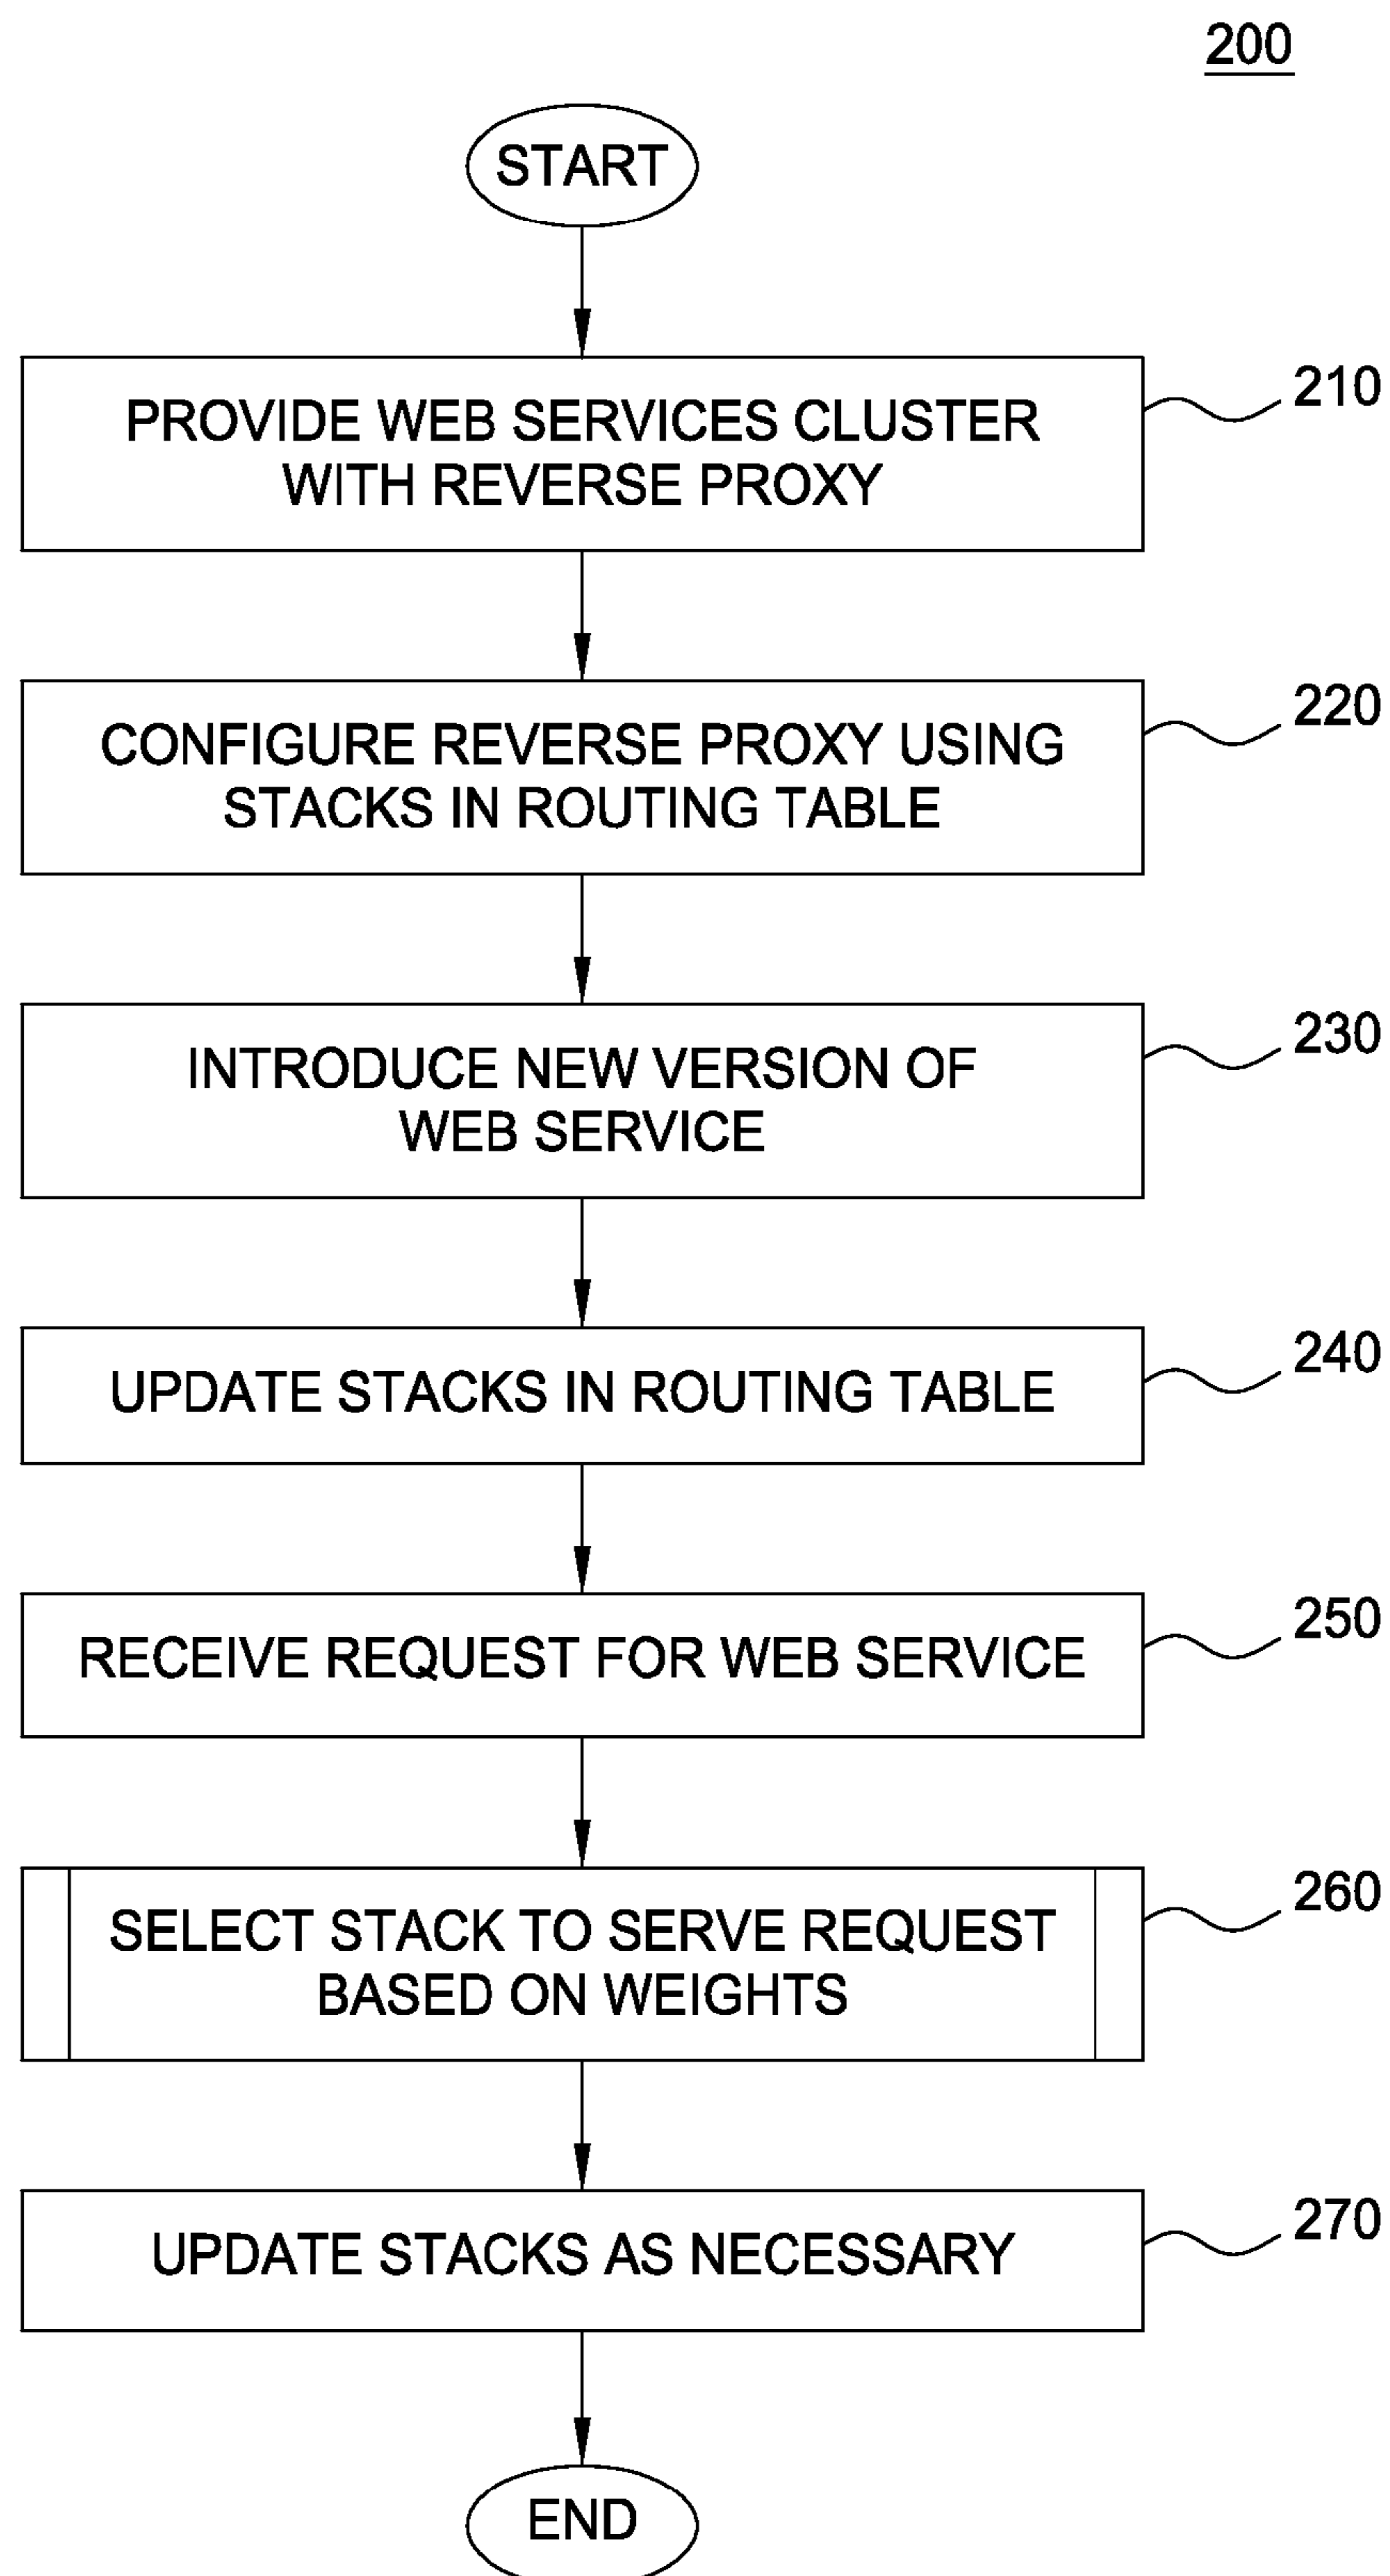 200
START
PROVIDE WEB SERVICES CLUSTER
WITH REVERSE PROXY
210
CONFIGURE REVERSE PROXY USING
STACKS IN ROUTING TABLE
220
INTRODUCE NEW VERSION OF
WEB SERVICE
230
UPDATE STACKS IN ROUTING TABLE
240
RECEIVE REQUEST FOR WEB SERVICE
250
SELECT STACK TO SERVE REQUEST
BASED ON WEIGHTS
260
UPDATE STACKS AS NECESSARY
270
END